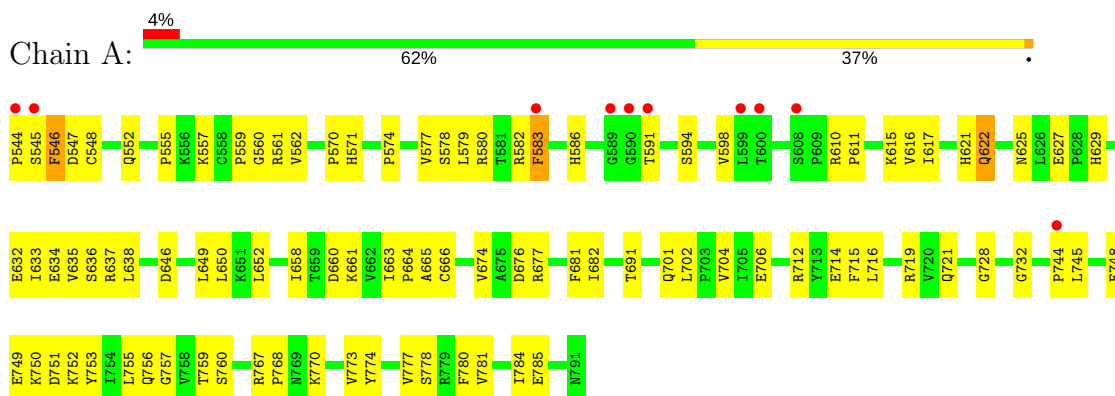 4%
Chain A:
62% 37% •
P544 S545 F546 D547 C548 Q552 P555 K556 K557 C558 P559 G560 R561 V562 P570 H571 P574 V577 S578 L579 R580 T581 R582 F583 H586 G589 G590 T591 S594 V598 L599 T600 S608 P609 R610 P611 K615 V616 I617 H621 Q622 N625 L626 E627 P628 H629
E632 I633 E634 V635 S636 R637 L638 D646 L649 L650 K651 L652 I658 T659 D660 K661 V662 I663 P664 A665 C666 V674 A675 D676 R677 F681 I682 T691 Q701 L702 P703 V704 I705 E706 R712 Y713 E714 F715 L716 R719 V720 Q721 G728 G732 P744 L745 E748
E749 K750 D751 K752 Y753 I754 L755 Q756 G757 V758 T759 S760 R767 P768 N769 K770 V773 Y774 V777 S778 R779 F780 V781 I784 E785 N791